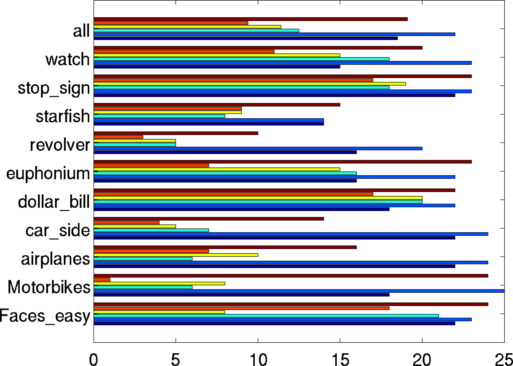 all
watch
stop_sign
starfish
revolver
euphonium
dollar_bill
car_side
airplanes
Motorbikes
Faces_easy
0 5 10 15 20 25